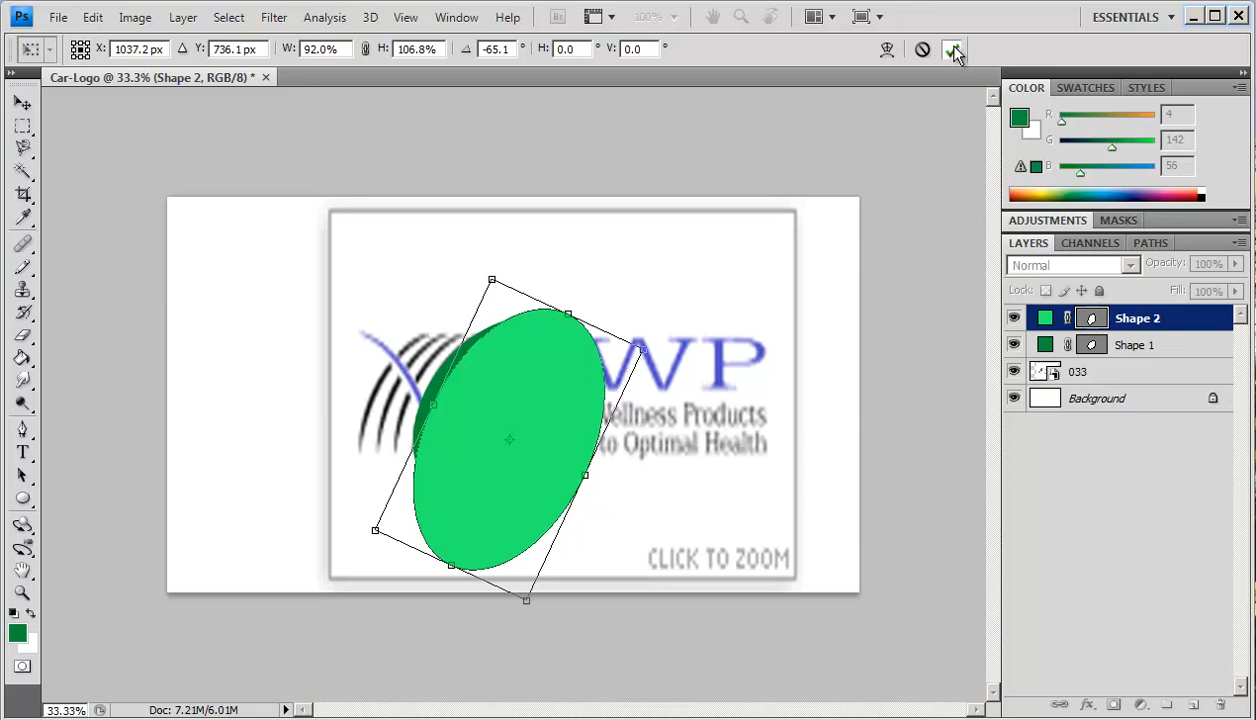 Ps File Edit Image Layer Select Filter Analysis 3D View Window Help Br 100% ESSENTIALS
X: 1037.2 px Y: 736.1 px W: 92.0% H: 106.8% -65.1 ° H: 0.0 ° V: 0.0 °
Car-Logo @ 33.3% (Shape 2, RGB/8) * ×
COLOR SWATCHES STYLES
R 4
G 142
B 56
ADJUSTMENTS MASKS
LAYERS CHANNELS PATHS
Normal Opacity: 100%
Lock: Fill: 100%
Shape 2
Shape 1
033
Background
WP
Wellness Products
to Optimal Health
CLICK TO ZOOM
T
33.33% Doc: 7.21M/6.01M